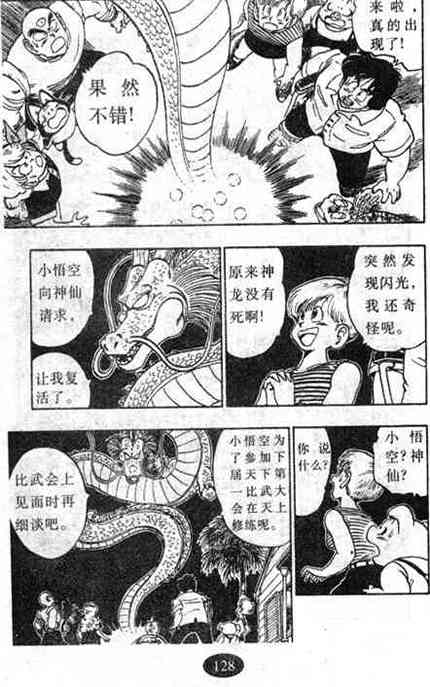 来啦，
真的出
现了!
果然
不错!
突然发
现闪光，
我还奇
怪呢。
原来神
龙没有
死啊!
小悟空
向神仙
请求，
让我复
活了。
小悟
空?神
仙?
你说
什么?
小悟空为
了参加下
届天下第
一比武大
会在天上
修练呢。
比武会上
见面时再
细谈吧。
128